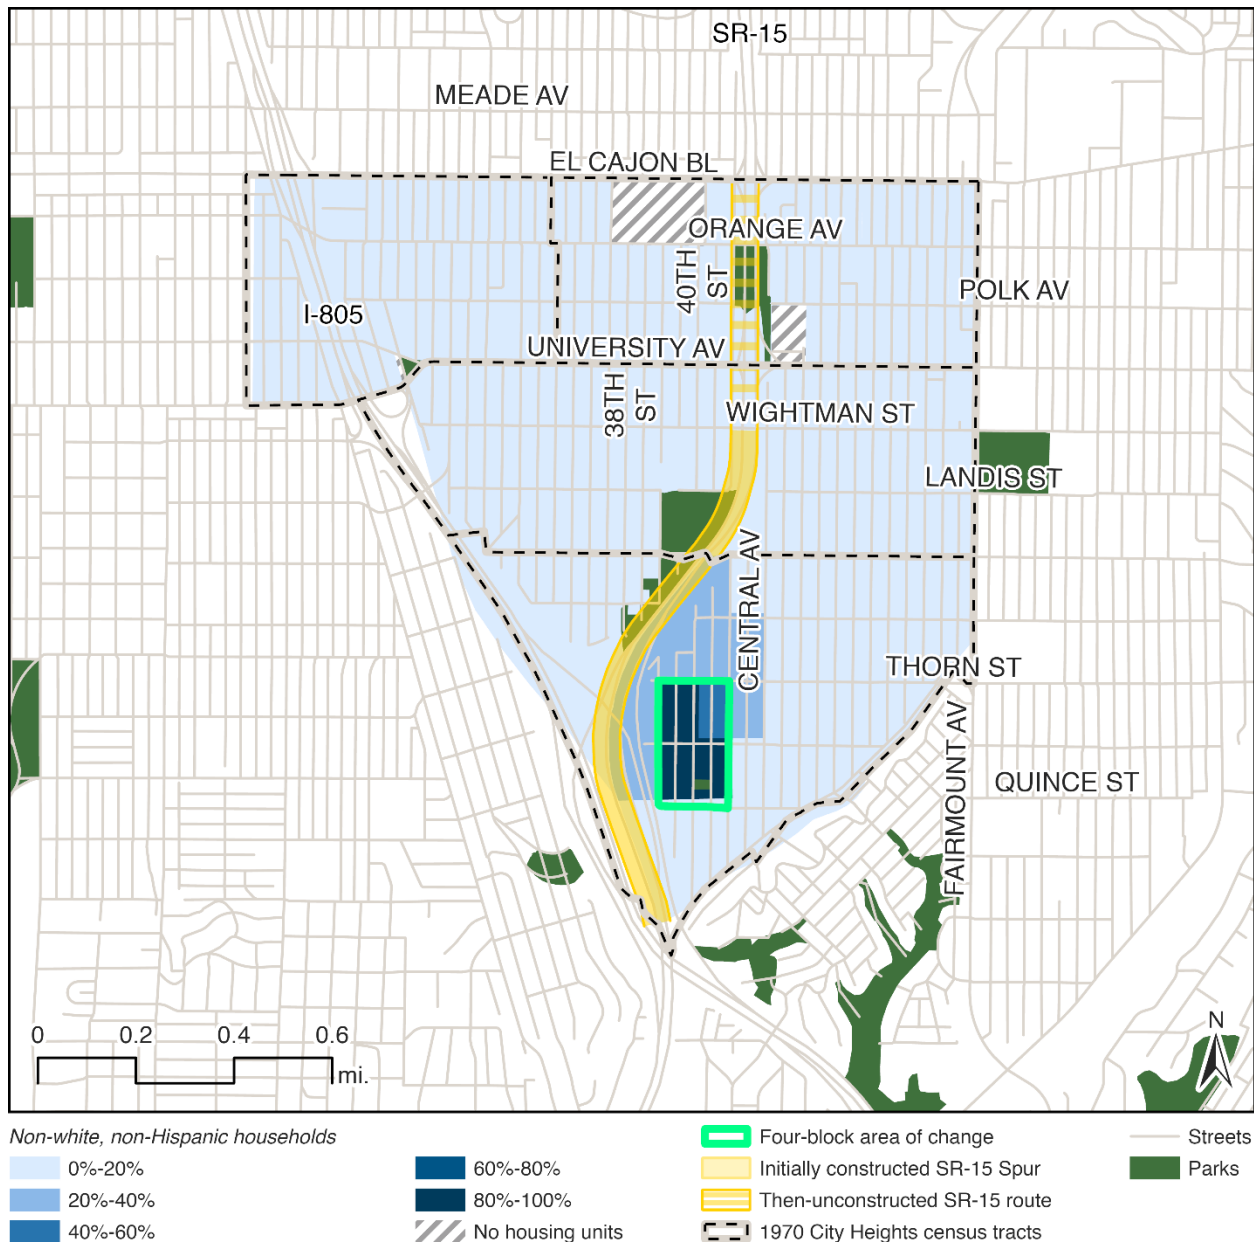 SR-15
MEADE AV
EL CAJON BL
ORANGE AV
40TH
ST
POLK AV
I-805
UNIVERSITY AV
38TH
ST
WIGHTMAN ST
LANDIS ST
CENTRAL AV
THORN ST
FAIRMOUNT AV
QUINCE ST
0 0.2 0.4 0.6
mi.
N
Non-white, non-Hispanic households
0%-20%
20%-40%
40%-60%
60%-80%
80%-100%
No housing units
Four-block area of change
Initially constructed SR-15 Spur
Then-unconstructed SR-15 route
1970 City Heights census tracts
Streets
Parks